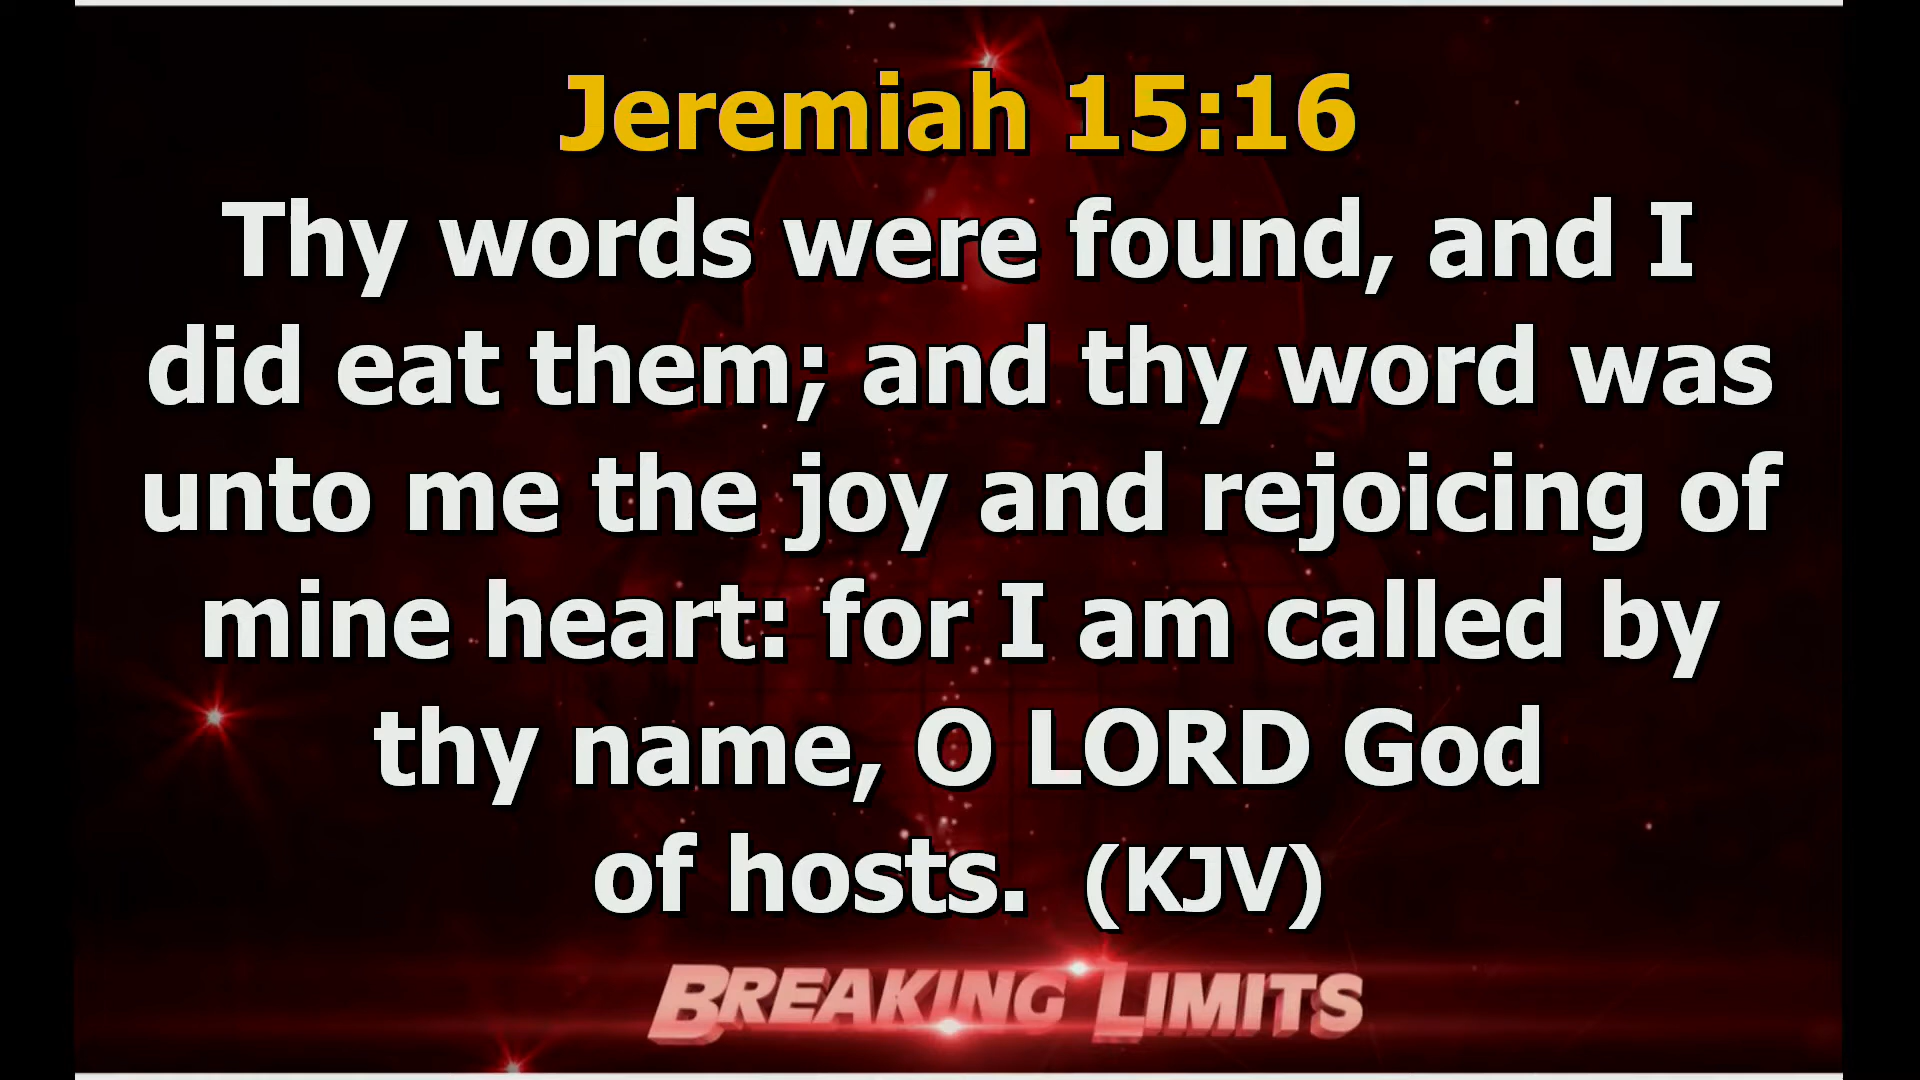 Jeremiah 15:16
Thy words were found, and I
did eat them; and thy word was
unto me the joy and rejoicing of
mine heart: for I am called by
thy name, O LORD God
of hosts. (KJV)
BREAKING LIMITS